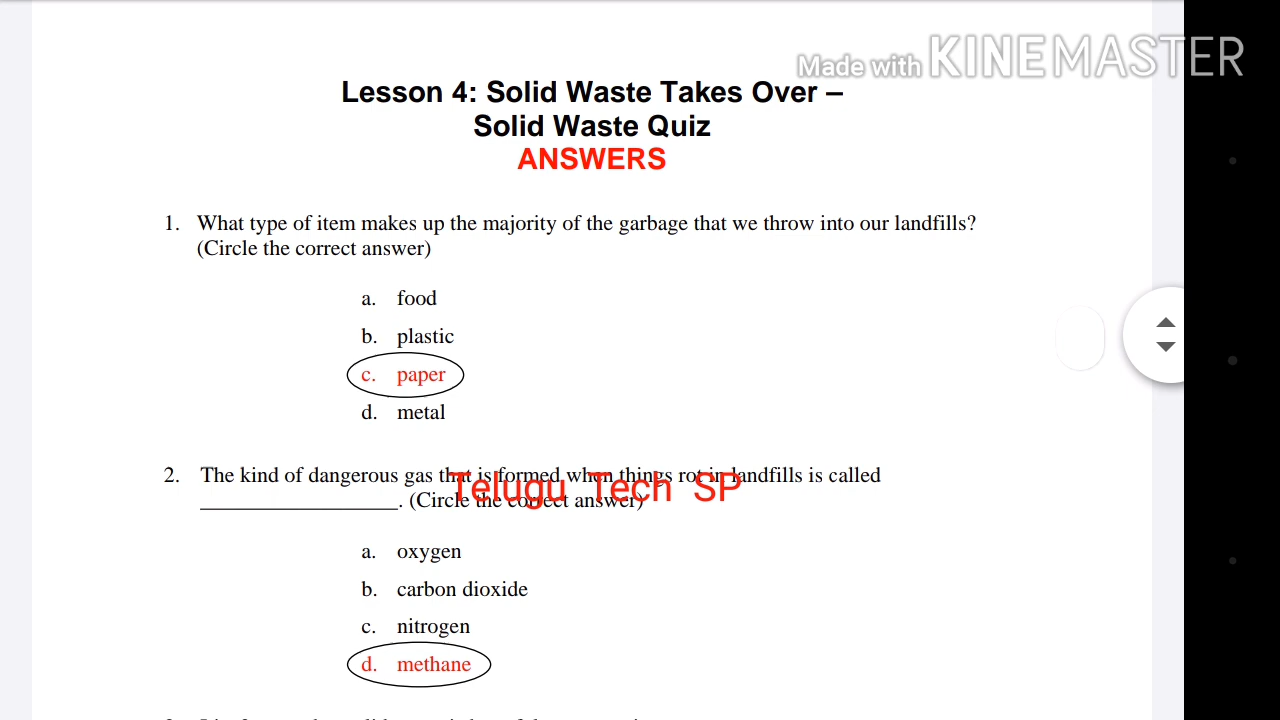 Made with KINEMASTER
Lesson 4: Solid Waste Takes Over –
Solid Waste Quiz
ANSWERS
1. What type of item makes up the majority of the garbage that we throw into our landfills?
(Circle the correct answer)
a. food
b. plastic
c. paper
d. metal
2. The kind of dangerous gas that is formed when things rot in landfills is called
__________________. (Circle the correct answer)
Telugu Tech SP
a. oxygen
b. carbon dioxide
c. nitrogen
d. methane